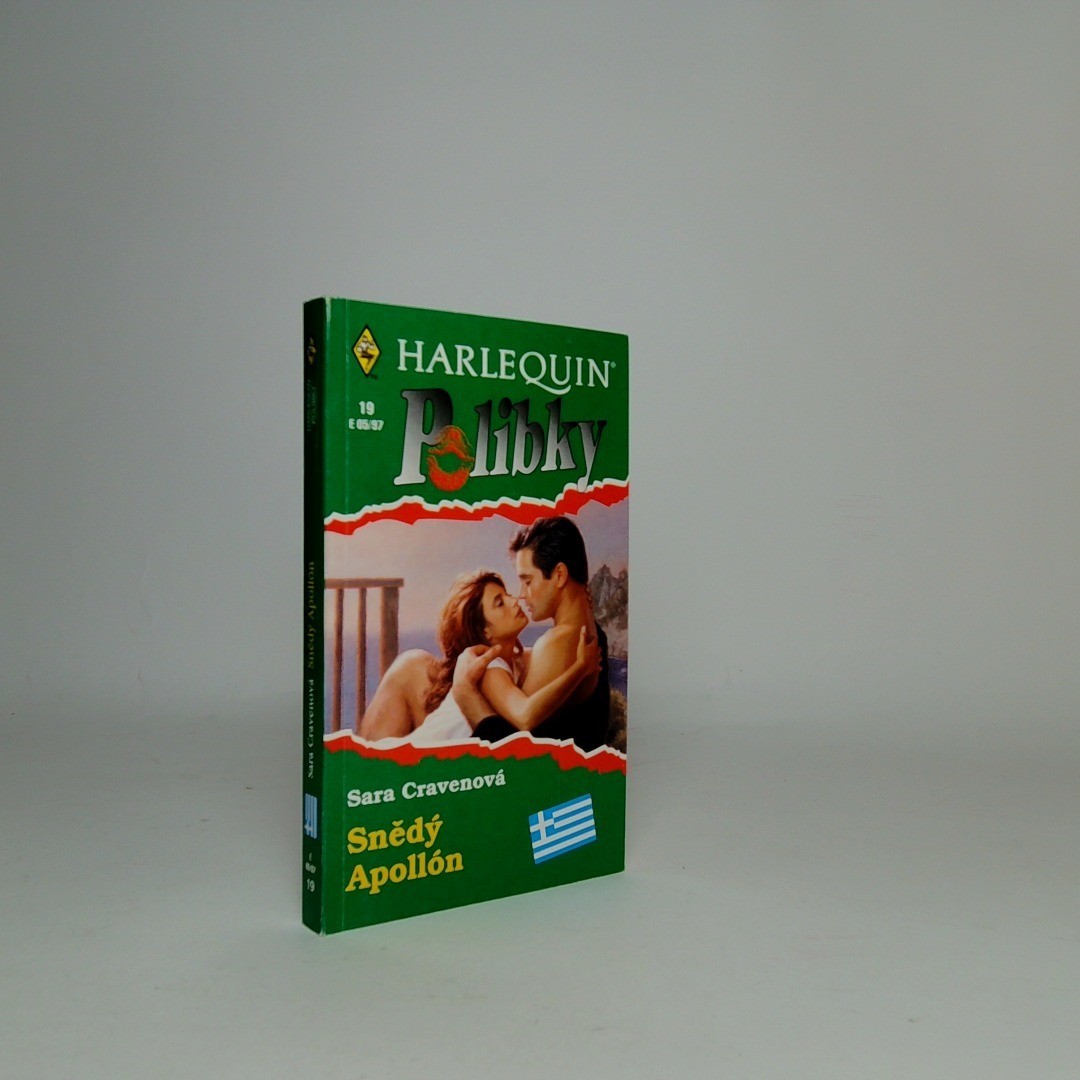 HARLEQUIN®
Polibky
19
E 05/97
Sara Cravenová
Snědý
Apollón
Sara Cravenová Snědý Apollón
19